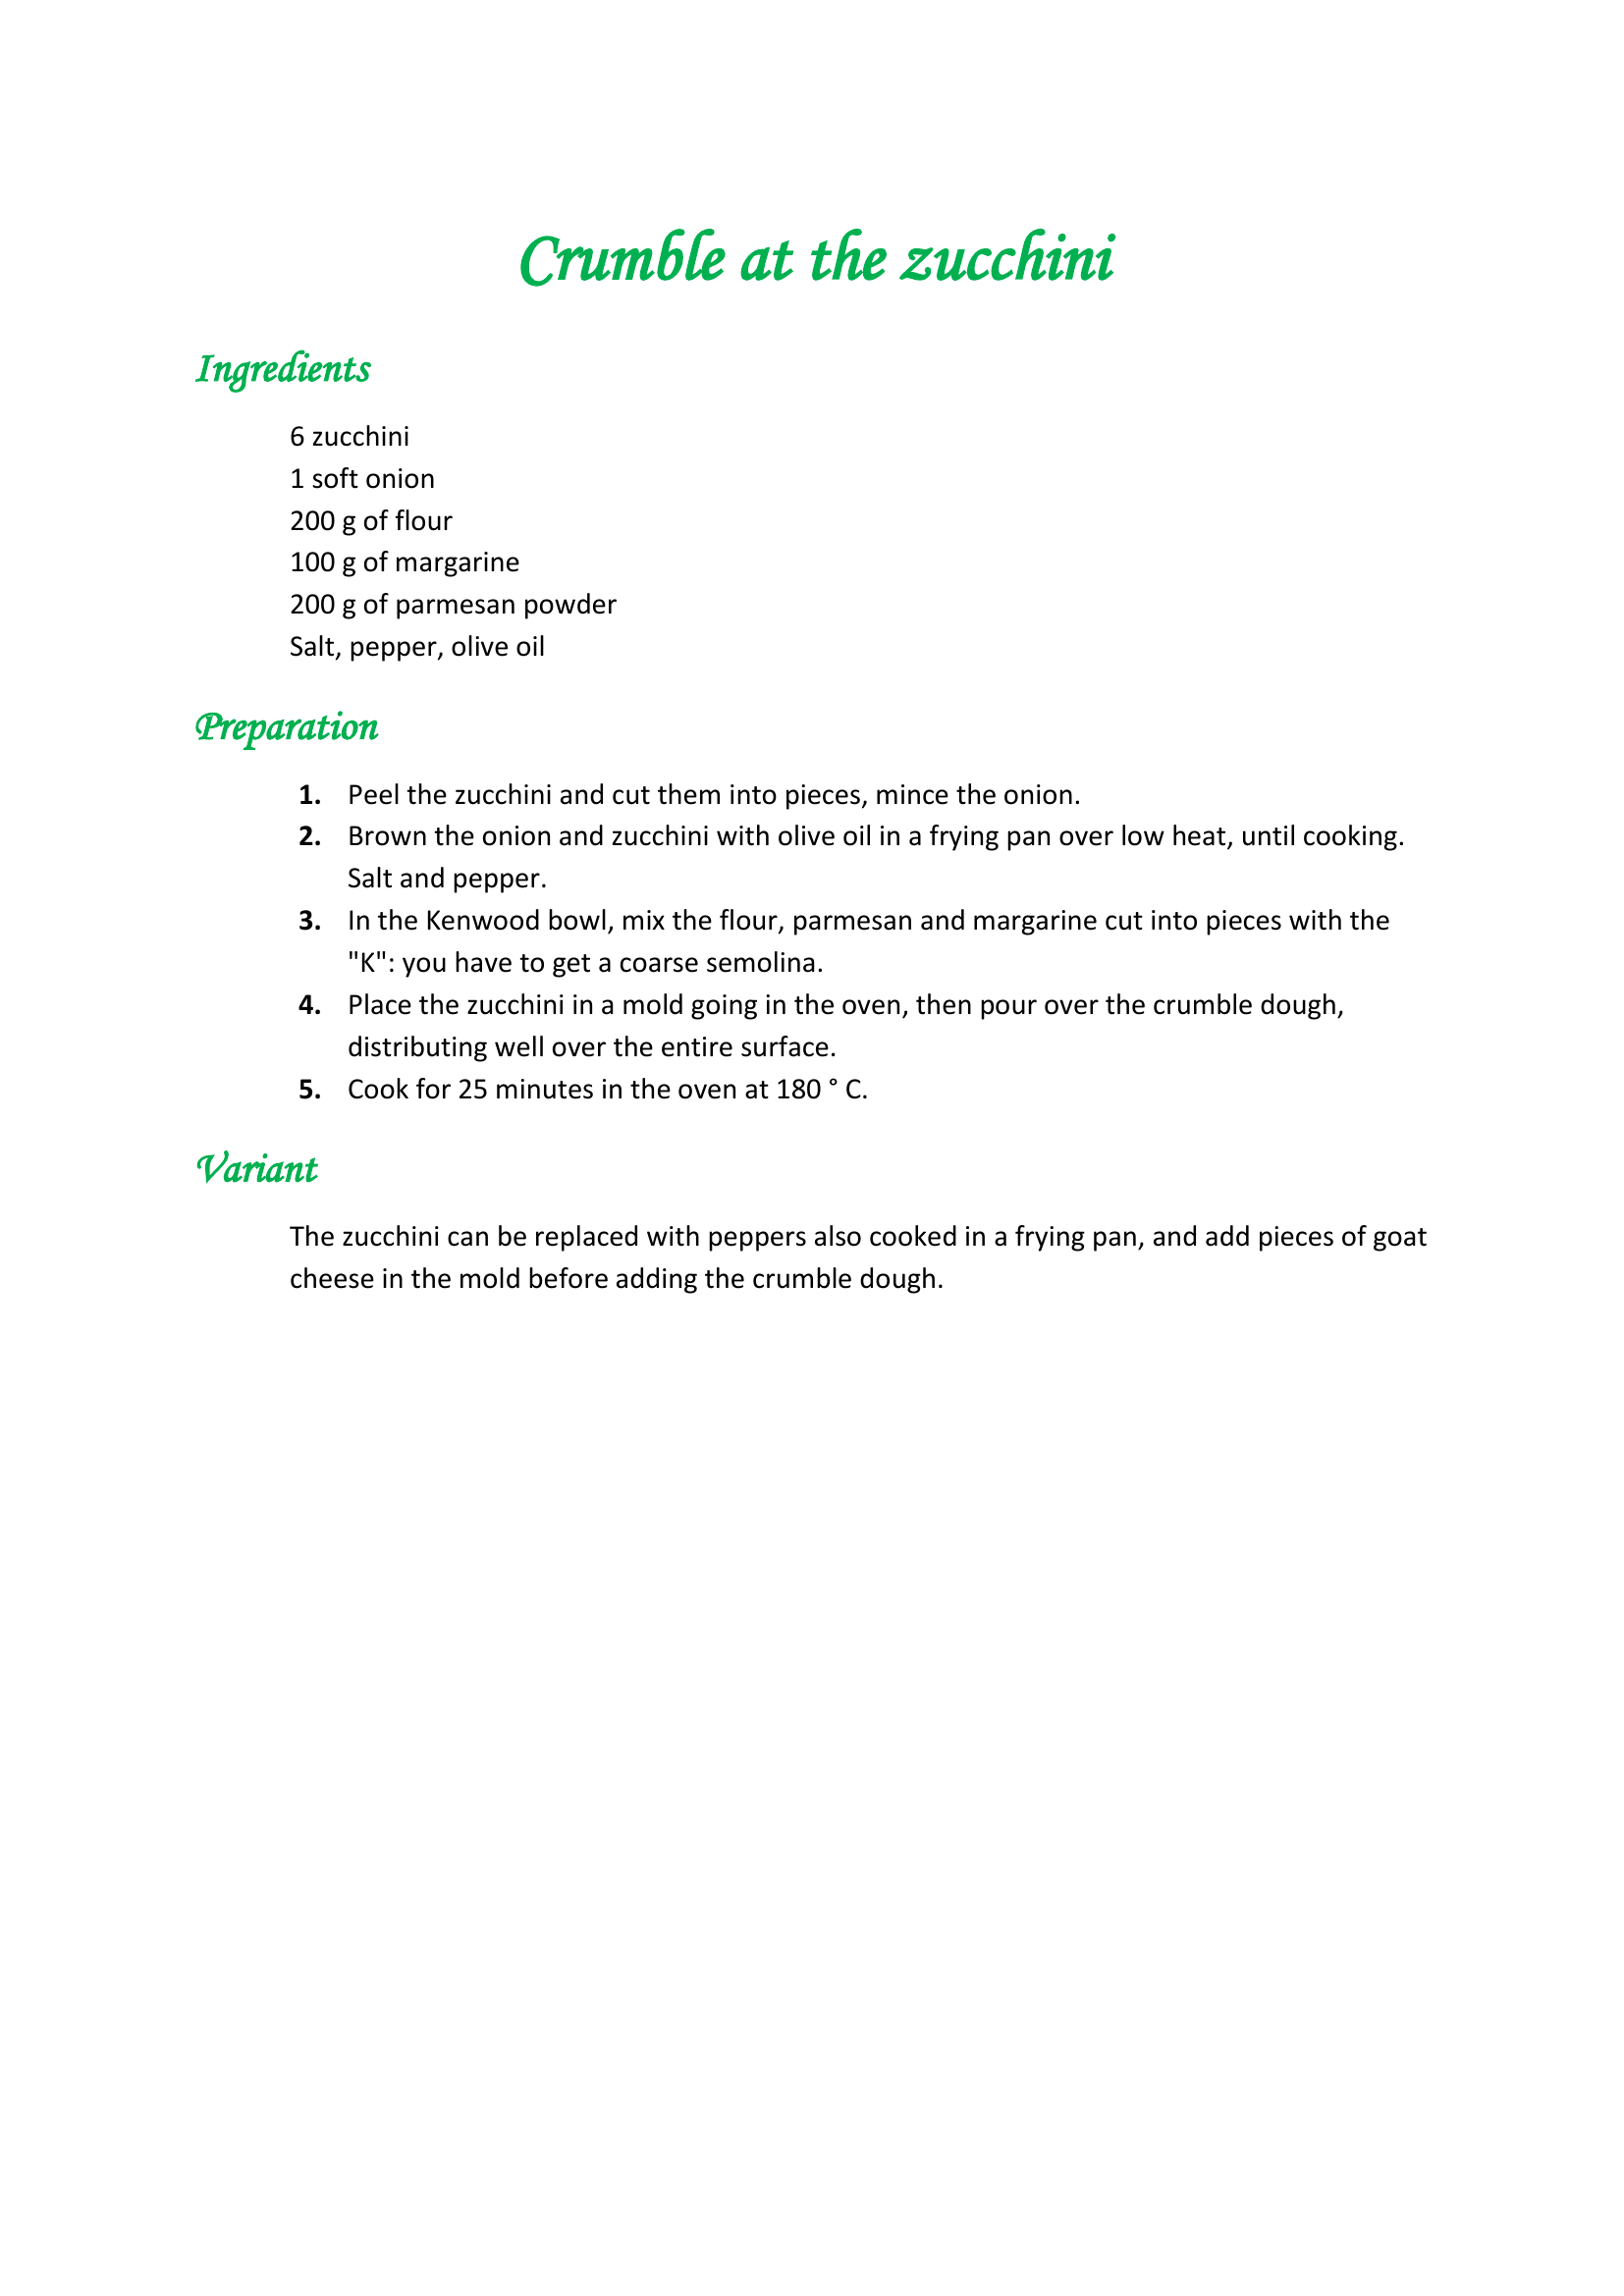 Crumble at the zucchini
Ingredients
6 zucchini
1 soft onion
200 g of flour
100 g of margarine
200 g of parmesan powder
Salt, pepper, olive oil
Preparation
1. Peel the zucchini and cut them into pieces, mince the onion.
2. Brown the onion and zucchini with olive oil in a frying pan over low heat, until cooking.
Salt and pepper.
3. In the Kenwood bowl, mix the flour, parmesan and margarine cut into pieces with the
"K": you have to get a coarse semolina.
4. Place the zucchini in a mold going in the oven, then pour over the crumble dough,
distributing well over the entire surface.
5. Cook for 25 minutes in the oven at 180 ° C.
Variant
The zucchini can be replaced with peppers also cooked in a frying pan, and add pieces of goat
cheese in the mold before adding the crumble dough.